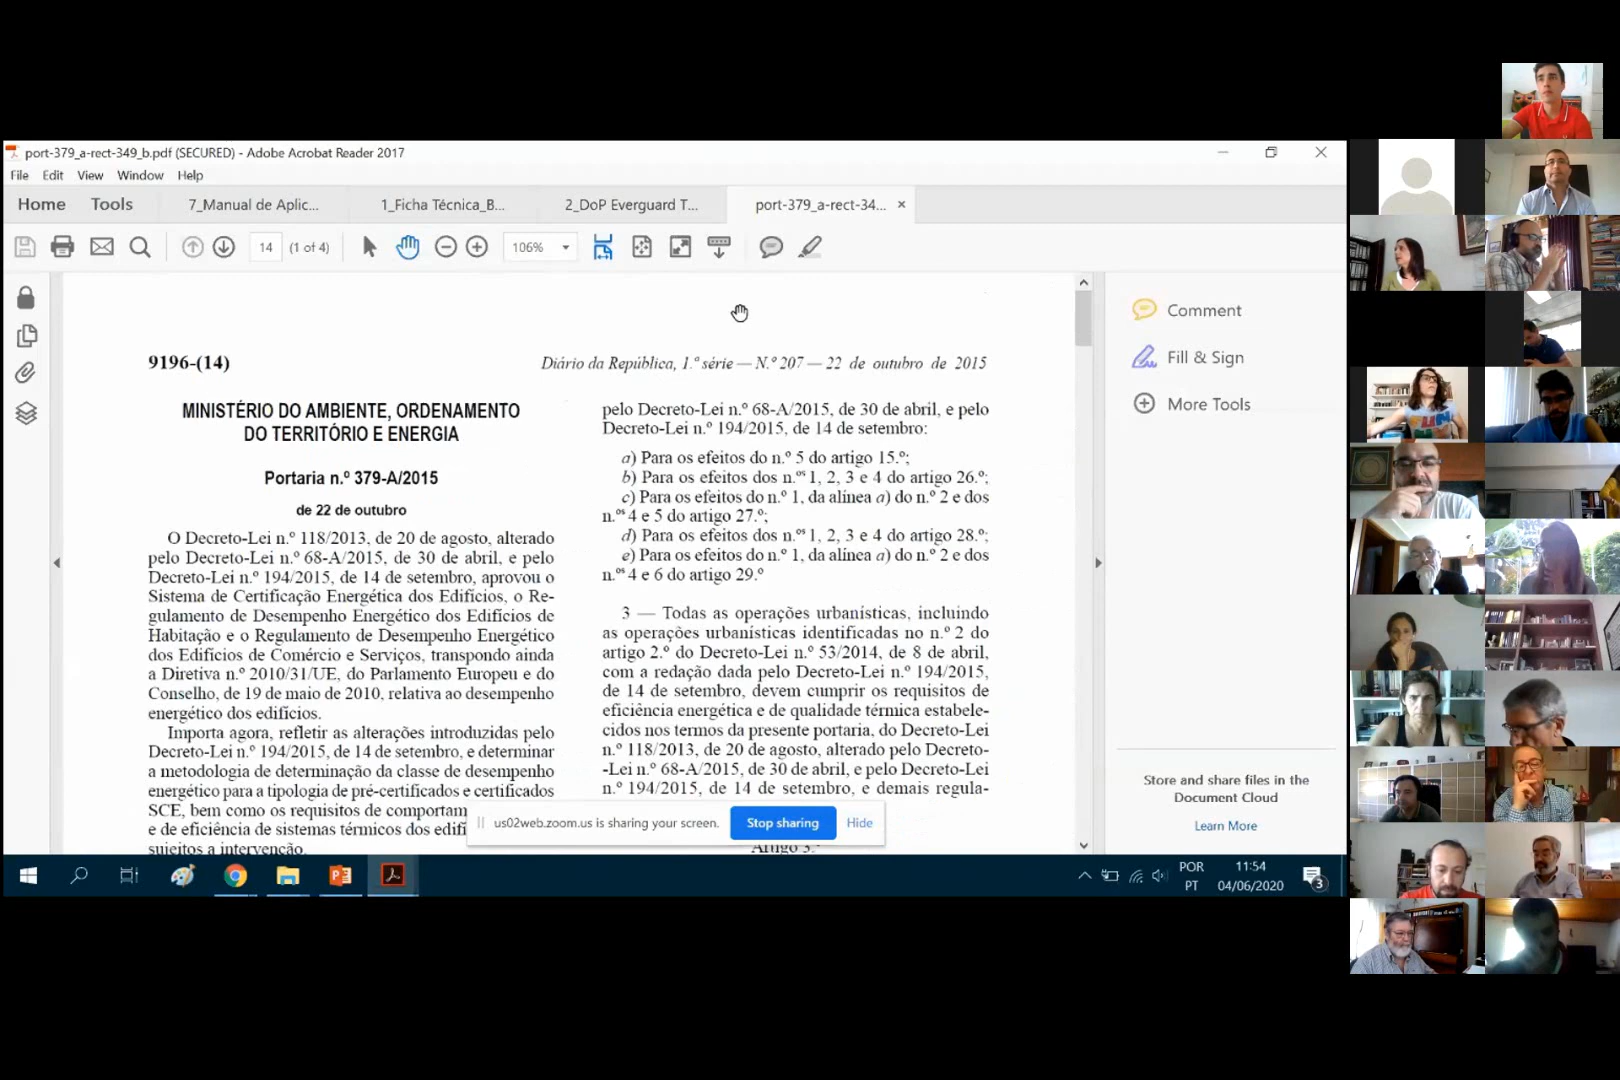 port-379_a-rect-349_b.pdf (SECURED) - Adobe Acrobat Reader 2017
File Edit View Window Help
Home Tools 7_Manual de Aplic... 1_Ficha Técnica_B... 2_DoP Everguard T... port-379_a-rect-34... ×
14 (1 of 4) 106%
9196-(14)
Diário da República, 1.ª série — N.º 207 — 22 de outubro de 2015
MINISTÉRIO DO AMBIENTE, ORDENAMENTO
DO TERRITÓRIO E ENERGIA
Portaria n.º 379-A/2015
de 22 de outubro
O Decreto-Lei n.º 118/2013, de 20 de agosto, alterado
pelo Decreto-Lei n.º 68-A/2015, de 30 de abril, e pelo
Decreto-Lei n.º 194/2015, de 14 de setembro, aprovou o
Sistema de Certificação Energética dos Edifícios, o Re-
gulamento de Desempenho Energético dos Edifícios de
Habitação e o Regulamento de Desempenho Energético
dos Edifícios de Comércio e Serviços, transpondo ainda
a Diretiva n.º 2010/31/UE, do Parlamento Europeu e do
Conselho, de 19 de maio de 2010, relativa ao desempenho
energético dos edifícios.
Importa agora, refletir as alterações introduzidas pelo
Decreto-Lei n.º 194/2015, de 14 de setembro, e determinar
a metodologia de determinação da classe de desempenho
energético para a tipologia de pré-certificados e certificados
SCE, bem como os requisitos de comportam
e de eficiência de sistemas térmicos dos edifi
sujeitos a intervenção.
pelo Decreto-Lei n.º 68-A/2015, de 30 de abril, e pelo
Decreto-Lei n.º 194/2015, de 14 de setembro:
a) Para os efeitos do n.º 5 do artigo 15.º;
b) Para os efeitos dos n.ºs 1, 2, 3 e 4 do artigo 26.º;
c) Para os efeitos do n.º 1, da alínea a) do n.º 2 e dos
n.ºs 4 e 5 do artigo 27.º;
d) Para os efeitos dos n.ºs 1, 2, 3 e 4 do artigo 28.º;
e) Para os efeitos do n.º 1, da alínea a) do n.º 2 e dos
n.ºs 4 e 6 do artigo 29.º
3 — Todas as operações urbanísticas, incluindo
as operações urbanísticas identificadas no n.º 2 do
artigo 2.º do Decreto-Lei n.º 53/2014, de 8 de abril,
com a redação dada pelo Decreto-Lei n.º 194/2015,
de 14 de setembro, devem cumprir os requisitos de
eficiência energética e de qualidade térmica estabele-
cidos nos termos da presente portaria, do Decreto-Lei
n.º 118/2013, de 20 de agosto, alterado pelo Decreto-
-Lei n.º 68-A/2015, de 30 de abril, e pelo Decreto-Lei
n.º 194/2015, de 14 de setembro, e demais regula-
Artigo 3.º
Comment
Fill & Sign
More Tools
Store and share files in the
Document Cloud
Learn More
us02web.zoom.us is sharing your screen. Stop sharing Hide
POR
PT
11:54
04/06/2020
3